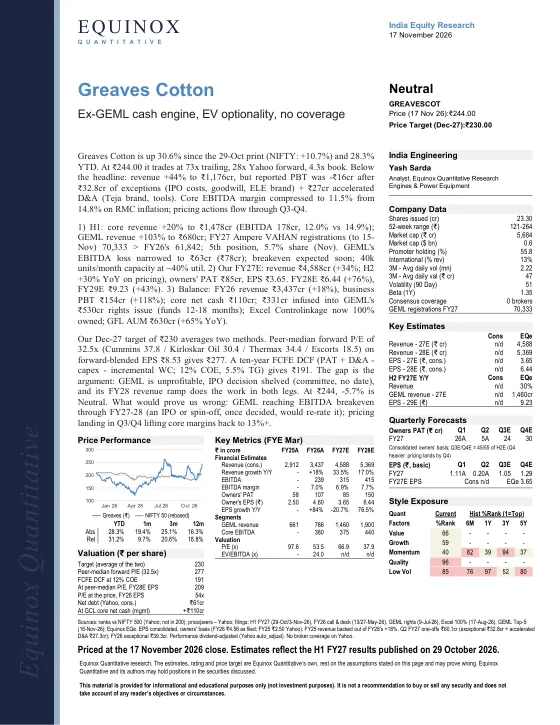 EQUINOX
QUANTITATIVE
India Equity Research
17 November 2026
Greaves Cotton
Ex-GEML cash engine, EV optionality, no coverage
Neutral
GREAVESCOT
Price (17 Nov 26):₹244.00
Price Target (Dec-27):₹230.00
Greaves Cotton is up 30.6% since the 29-Oct print (NIFTY: +10.7%) and 28.3%
YTD. At ₹244.00 it trades at 73x trailing, 28x Yahoo forward, 4.3x book. Below
the headline: revenue +44% to ₹1,176cr, but reported PBT was -₹16cr after
₹32.8cr of exceptions (IPO costs, goodwill, ELE brand) + ₹27cr accelerated
D&A (Teja brand, tools). Core EBITDA margin compressed to 11.5% from
14.8% on RMC inflation; pricing actions flow through Q3-Q4.
1) H1: core revenue +20% to ₹1,478cr (EBITDA 178cr, 12.0% vs 14.9%);
GEML revenue +103% to ₹680cr; FY27 Ampere VAHAN registrations (to 15-
Nov) 70,333 > FY26's 61,842; 5th position, 5.7% share (Nov). GEML's
EBITDA loss narrowed to ₹63cr (₹78cr); breakeven expected soon; 40k
units/month capacity at ~40% util. 2) Our FY27E: revenue ₹4,588cr (+34%; H2
+30% YoY on pricing), owners' PAT ₹85cr, EPS ₹3.65. FY28E ₹6.44 (+76%),
FY29E ₹9.23 (+43%). 3) Balance: FY26 revenue ₹3,437cr (+18%), business
PBT ₹154cr (+118%); core net cash ₹110cr; ₹331cr infused into GEML's
₹530cr rights issue (funds 12-18 months); Excel Controlinkage now 100%
owned; GFL AUM ₹630cr (+65% YoY).
Our Dec-27 target of ₹230 averages two methods. Peer-median forward P/E of
32.5x (Cummins 37.8 / Kirloskar Oil 30.4 / Thermax 34.4 / Escorts 18.5) on
forward-blended EPS ₹8.53 gives ₹277. A ten-year FCFE DCF (PAT + D&A -
capex - incremental WC; 12% COE, 5.5% TG) gives ₹191. The gap is the
argument: GEML is unprofitable, IPO decision shelved (committee, no date), and
its FY28 revenue ramp does the work in both. At ₹244, -5.7% is
Neutral. What would prove us wrong: GEML reaching EBITDA breakeven
through FY27-28 (an IPO or spin-off, once decided, would re-rate it); pricing
landing in Q3/Q4 lifting core margins back to 13%+.
India Engineering
Yash Sarda
Analyst, Equinox Quantitative Research
Engines & Power Equipment
Company Data
Shares issued (cr) 23.30
52-week range (₹) 121-264
Market cap (₹ cr) 5,684
Market cap ($ bn) 0.6
Promoter holding (%) 55.8
International (% rev) 13%
3M - Avg daily vol (mn) 2.22
3M - Avg daily val (₹ cr) 47
Volatility (90 Day) 51
Beta (1.35 1.35
Consensus coverage 0 brokers
GEML registrations FY27 70,333
Key Estimates
Cons EQe
Revenue - 27E (₹ cr) n/d 4,588
Revenue - 28E (₹ cr) n/d 5,369
EPS - 27E (₹, cons) n/d 3.65
EPS - 28E (₹, cons) n/d 6.44
H2 FY27E Y/Y Cons EQe
Revenue n/d 30%
GEML revenue - 27E n/d 1,460cr
EPS - 29E (₹) n/d 9.23
Quarterly Forecasts
Owners PAT (₹ cr) Q1 Q2 Q3E Q4E
FY27 26A 5A 24 30
Consolidated owners' basis; Q3E/Q4E = 45/55 of H2E (Q4
heavier: pricing lands by Q4)
EPS (₹, basic) Q1 Q2 Q3E Q4E
FY27 1.11A 0.20A 1.05 1.29
FY27E EPS Cons n/d EQe 3.65
Style Exposure
Quant Current Hist %Rank (1=Top)
Factors %Rank 6M 1Y 3Y 5Y
Value 66 - - - -
Growth 59 - - - -
Momentum 40 82 39 94 37
Quality 96 - - - -
Low Vol 85 76 97 52 80
Price Performance
300
250
200
150
100
Jan 26 Apr 26 Jul 26 Oct 26
Greaves (₹) NIFTY 50 (rebased)
YTD 1m 3m 12m
Abs 28.3% 19.4% 25.1% 16.3%
Rel 31.2% 9.7% 20.6% 18.8%
Valuation (₹ per share)
Target (average of the two) 230
Peer-median forward P/E (32.5x) 277
FCFE DCF at 12% COE 191
At peer-median P/E, FY28E EPS 209
P/E at the price, FY26 EPS 54x
Net debt (Yahoo, cons.) ₹61cr
At GCL core net cash (mgmt) +₹110cr
Key Metrics (FYE Mar)
₹ in crore FY25A FY26A FY27E FY28E
Financial Estimates
Revenue (cons.) 2,912 3,437 4,588 5,369
Revenue growth Y/Y - +18% 33.5% 17.0%
EBITDA - 239 315 415
EBITDA margin - 7.0% 6.9% 7.7%
Owners' PAT - 107 85 150
Owner's EPS (₹) 2.50 4.60 3.65 6.44
EPS growth Y/Y - +84% -20.7% 76.5%
Segments
GEML revenue 661 786 1,460 1,900
Core EBITDA - 380 375 440
Valuation
P/E (x) 97.6 53.5 66.9 37.9
EV/EBITDA (x) - 24.0 n/d n/d
Priced at the 17 November 2026 close. Estimates reflect the H1 FY27 results published on 29 October 2026.
Equinox Quantitative research. The estimates, rating and price target are Equinox Quantitative's own, rest on the assumptions stated on this page and may prove wrong. Equinox
Quantitative and its authors may hold positions in the securities discussed.
This material is provided for informational and educational purposes only (not investment purposes). It is not a recommendation to buy or sell any security and does not
take account of any reader's objectives or circumstances.
Equinox Quantitative